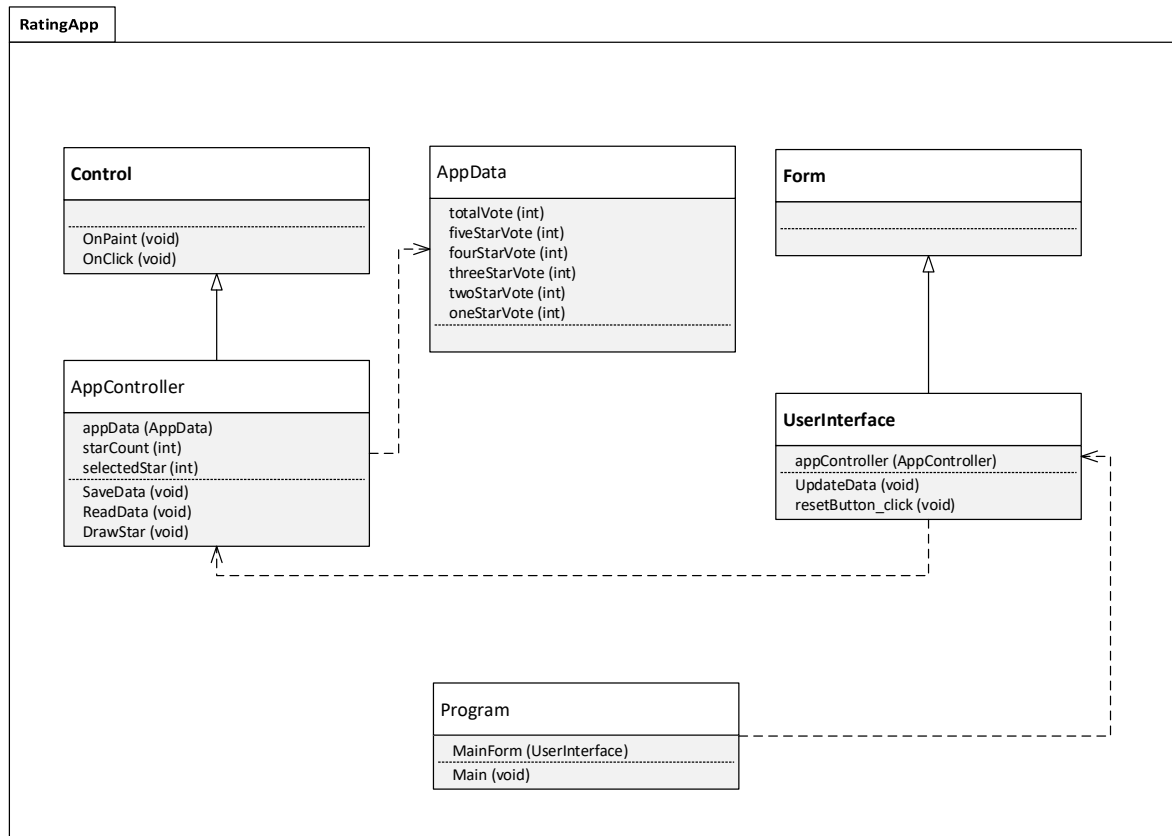 RatingApp
Control
OnPaint (void)
OnClick (void)
AppData
totalVote (int)
fiveStarVote (int)
fourStarVote (int)
threeStarVote (int)
twoStarVote (int)
oneStarVote (int)
Form
AppController
appData (AppData)
starCount (int)
selectedStar (int)
SaveData (void)
ReadData (void)
DrawStar (void)
UserInterface
appController (AppController)
UpdateData (void)
resetButton_click (void)
Program
MainForm (UserInterface)
Main (void)